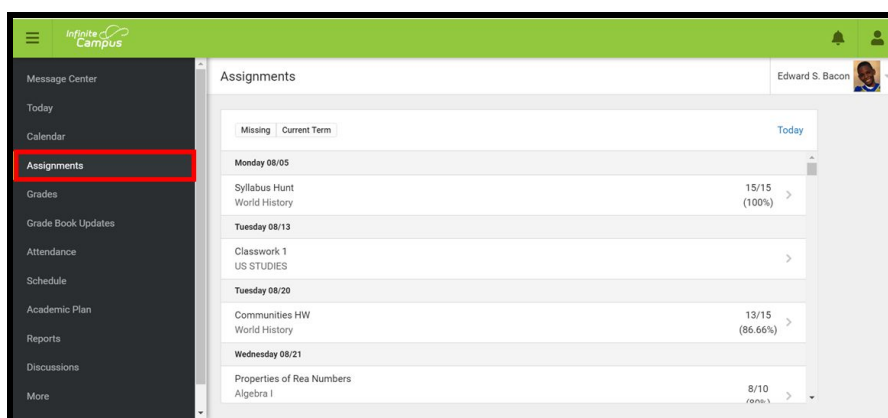 Infinite
Campus
Message Center
Today
Calendar
Assignments
Grades
Grade Book Updates
Attendance
Schedule
Academic Plan
Reports
Discussions
More
Assignments
Edward S. Bacon
Missing Current Term
Today
Monday 08/05
Syllabus Hunt
15/15
World History
(100%)
Tuesday 08/13
Classwork 1
US STUDIES
Tuesday 08/20
Communities HW
13/15
World History
(86.66%)
Wednesday 08/21
Properties of Rea Numbers
Algebra I
8/10
(80%)